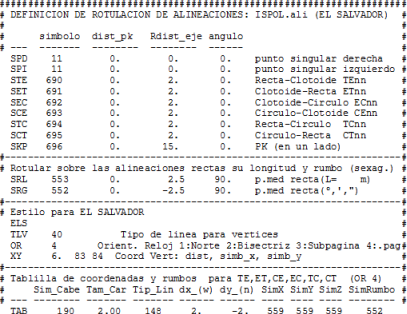 ################################################################
# DEFINICION DE ROTULACION DE ALINEACIONES: ISPOL.ali (EL SALVADOR) #
#
# simbolo dist_pk Rdist_eje angulo
# --- ------- ------- --------- ------
SPD 11 0. 0. 0. punto singular derecha #
SPI 11 0. 0. 0. punto singular izquierdo #
STE 690 0. 2. 0. Recta-Clotoide TEnn #
SET 691 0. 2. 0. Clotoide-Recta ETnn #
SEC 692 0. 2. 0. Clotoide-Circulo ECnn #
SCE 693 0. 2. 0. Circulo-Clotoide CEnn #
STC 694 0. 2. 0. Recta-Circulo TCnn #
SCT 695 0. 2. 0. Circulo-Recta CTnn #
SKP 696 0. 15. 0. PK (en un lado) #
#----------------------------------------------------------------#
# Rotular sobre las alineaciones rectas su longitud y rumbo (sexag.) #
SRL 553 0. 2.5 90. p.med recta(L= m) #
SRG 552 0. -2.5 90. p.med recta(°,',") #
#----------------------------------------------------------------#
# Estilo para EL SALVADOR #
ELS
TLV 40 Tipo de linea para vertices #
OR 4 Orient. Reloj 1:Norte 2:Bisectriz 3:Subpagina 4:.pag#
XY 6. 83 84 Coord Vert: dist, simb_x, simb_y #
#----------------------------------------------------------------#
# Tablilla de coordenadas y rumbos para TE,ET,CE,EC,TC,CT (OR 4) #
# Sim_Cabe Tam_Car Tip_Lin dx_(w) dy_(n) SimX SimY SimZ SimRumbo #
TAB 190 2.00 148 2. -2. 559 559 559 552